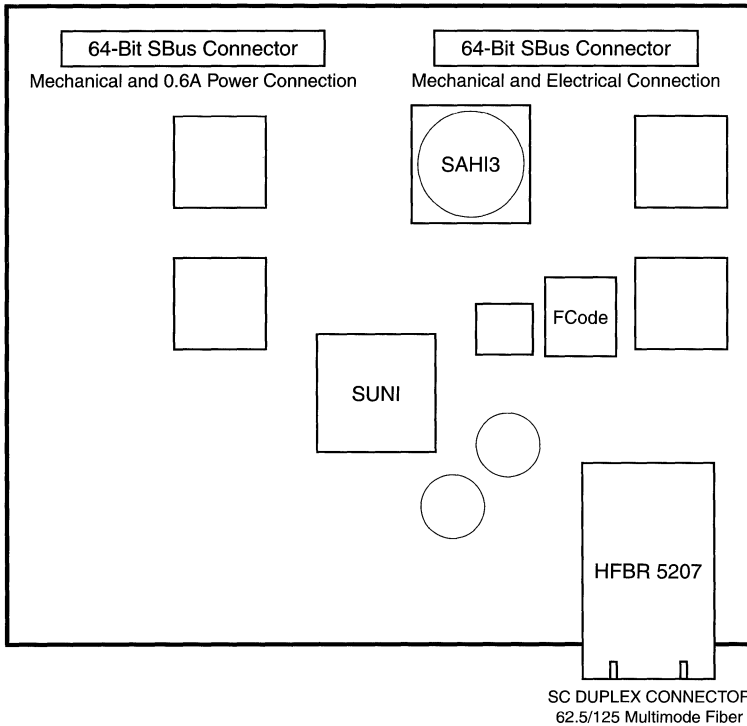 64-Bit SBus Connector
Mechanical and 0.6A Power Connection
64-Bit SBus Connector
Mechanical and Electrical Connection
SAHI3
FCode
SUNI
HFBR 5207
SC DUPLEX CONNECTOR
62.5/125 Multimode Fiber